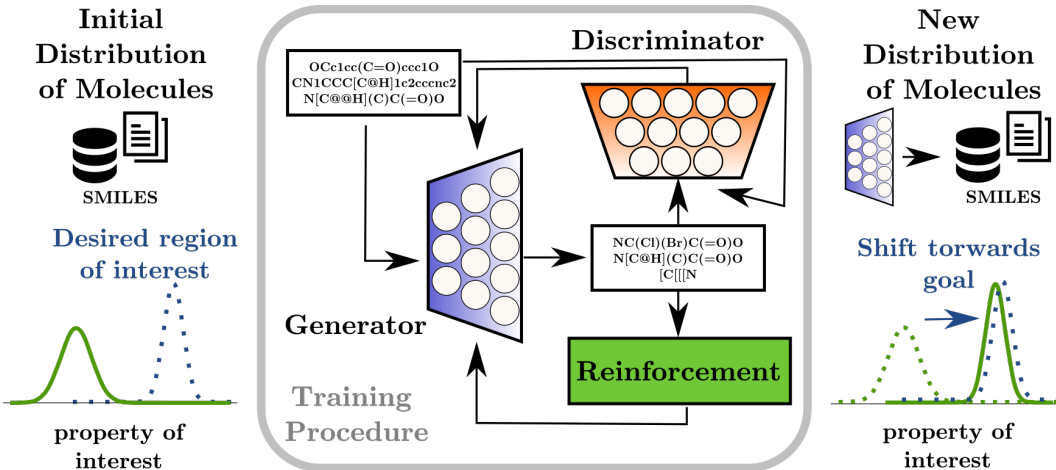 Initial
Distribution
of Molecules
SMILES
Desired region
of interest
property of
interest
OCc1cc(C=O)ccc1O
CN1CCC[C@H]1c2cccnc2
N[C@@H](C)C(=O)O
Discriminator
Generator
NC(Cl)(Br)C(=O)O
N[C@H](C)C(=O)O
[C[[[N
Reinforcement
Training
Procedure
New
Distribution
of Molecules
SMILES
Shift torwards
goal
property of
interest